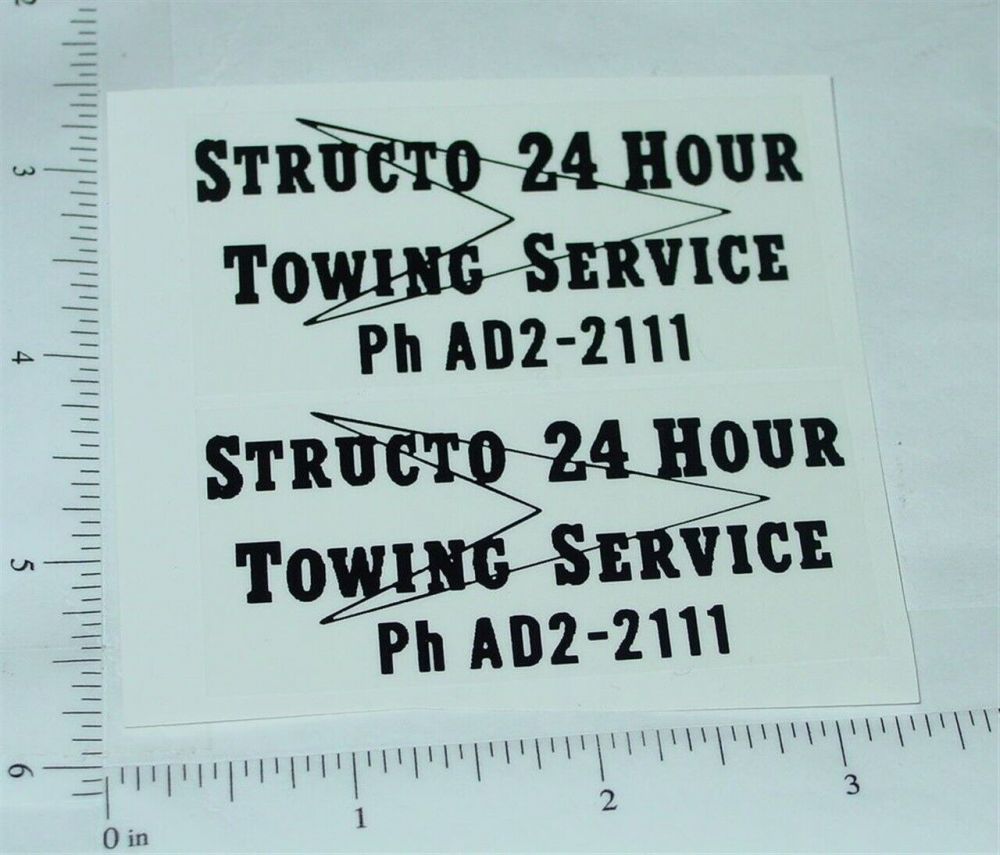 2
3
4
5
6
STRUCTO 24 HOUR
TOWING SERVICE
Ph AD2-2111
STRUCTO 24 HOUR
TOWING SERVICE
Ph AD2-2111
0 in
1
2
3